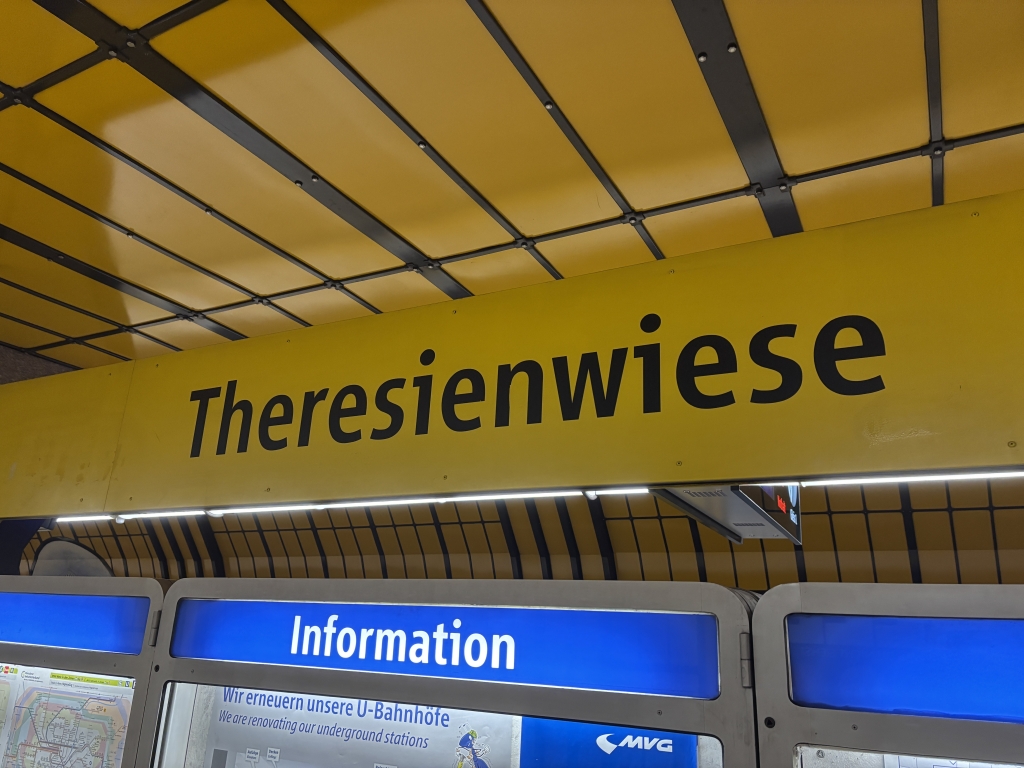 Theresienwiese
Information
Wir erneuern unsere U-Bahnhöfe
We are renovating our underground stations
MVG